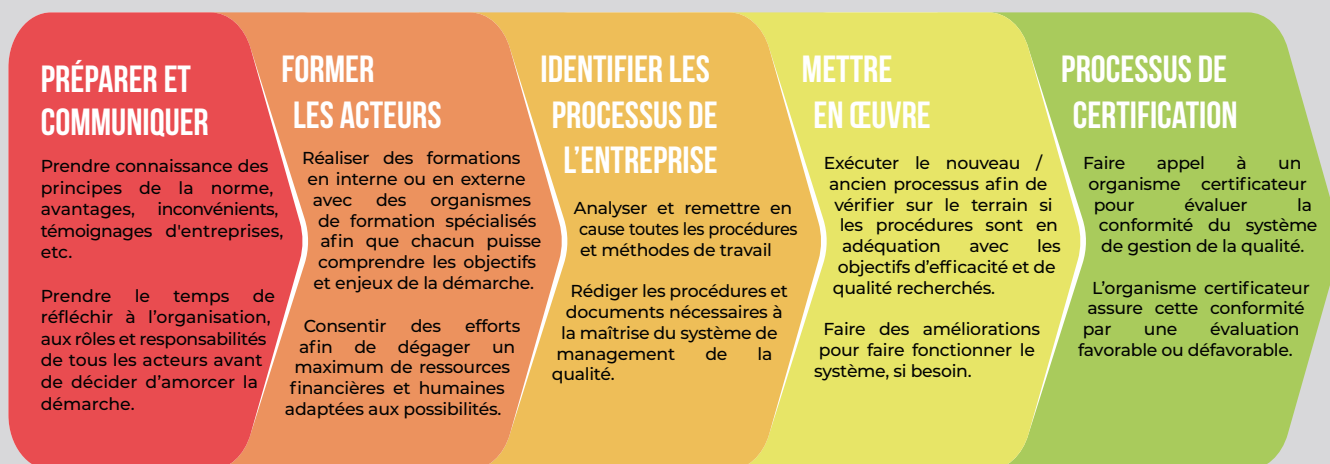 PRÉPARER ET
COMMUNIQUER
Prendre connaissance des
principes de la norme,
avantages, inconvénients,
témoignages d'entreprises,
etc.
Prendre le temps de
réfléchir à l'organisation,
aux rôles et responsabilités
de tous les acteurs avant
de décider d'amorcer la
démarche.
FORMER
LES ACTEURS
Réaliser des formations
en interne ou en externe
avec des organismes
de formation spécialisés
afin que chacun puisse
comprendre les objectifs
et enjeux de la démarche.
Consentir des efforts
afin de dégager un
maximum de ressources
financières et humaines
adaptées aux possibilités.
IDENTIFIER LES
PROCESSUS DE
L'ENTREPRISE
Analyser et remettre en
cause toutes les procédures
et méthodes de travail
Rédiger les procédures et
documents nécessaires à
la maîtrise du système de
management de la
qualité.
METTRE
EN ŒUVRE
Exécuter le nouveau /
ancien processus afin de
vérifier sur le terrain si
les procédures sont en
adéquation avec les
objectifs d'efficacité et de
qualité recherchés.
Faire des améliorations
pour faire fonctionner le
système, si besoin.
PROCESSUS DE
CERTIFICATION
Faire appel à un
organisme certificateur
pour évaluer la
conformité du système
de gestion de la qualité.
L'organisme certificateur
assure cette conformité
par une évaluation
favorable ou défavorable.